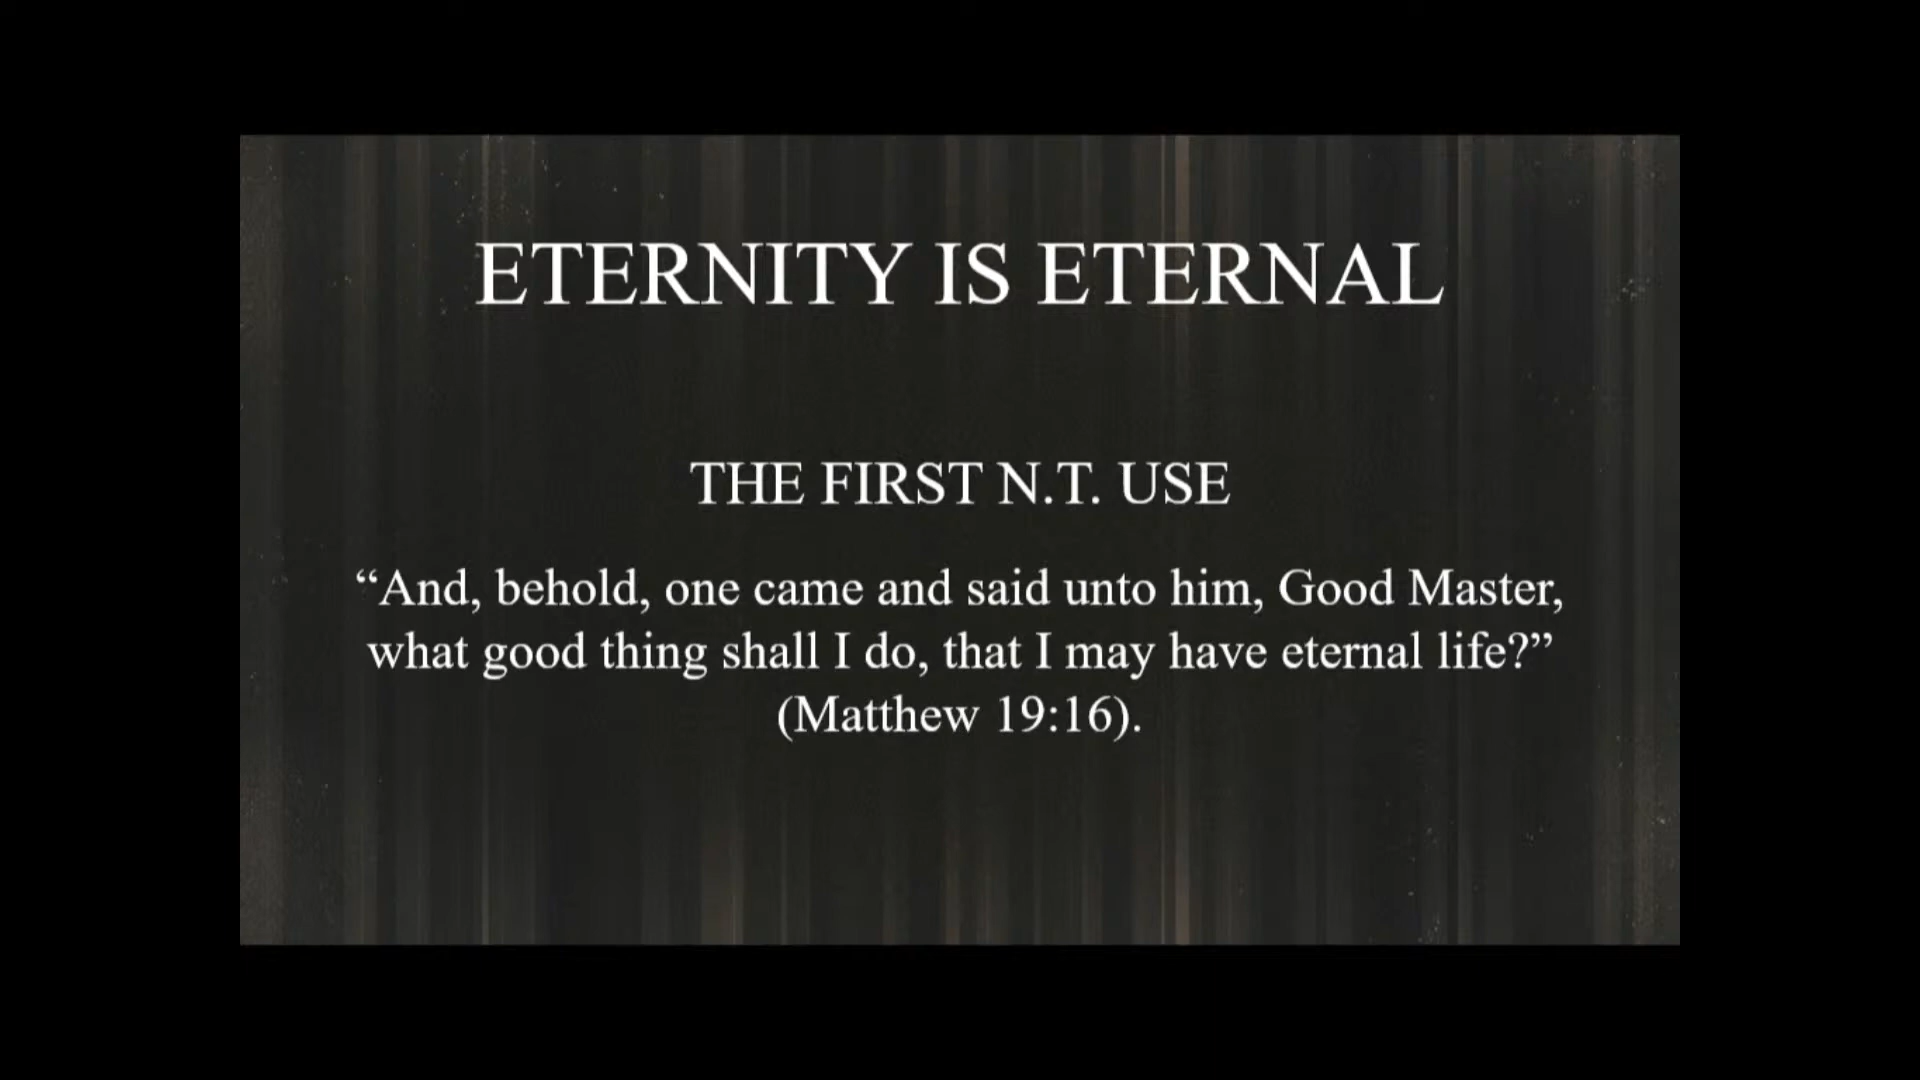 ETERNITY IS ETERNAL
THE FIRST N.T. USE
“And, behold, one came and said unto him, Good Master,
what good thing shall I do, that I may have eternal life?”
(Matthew 19:16).